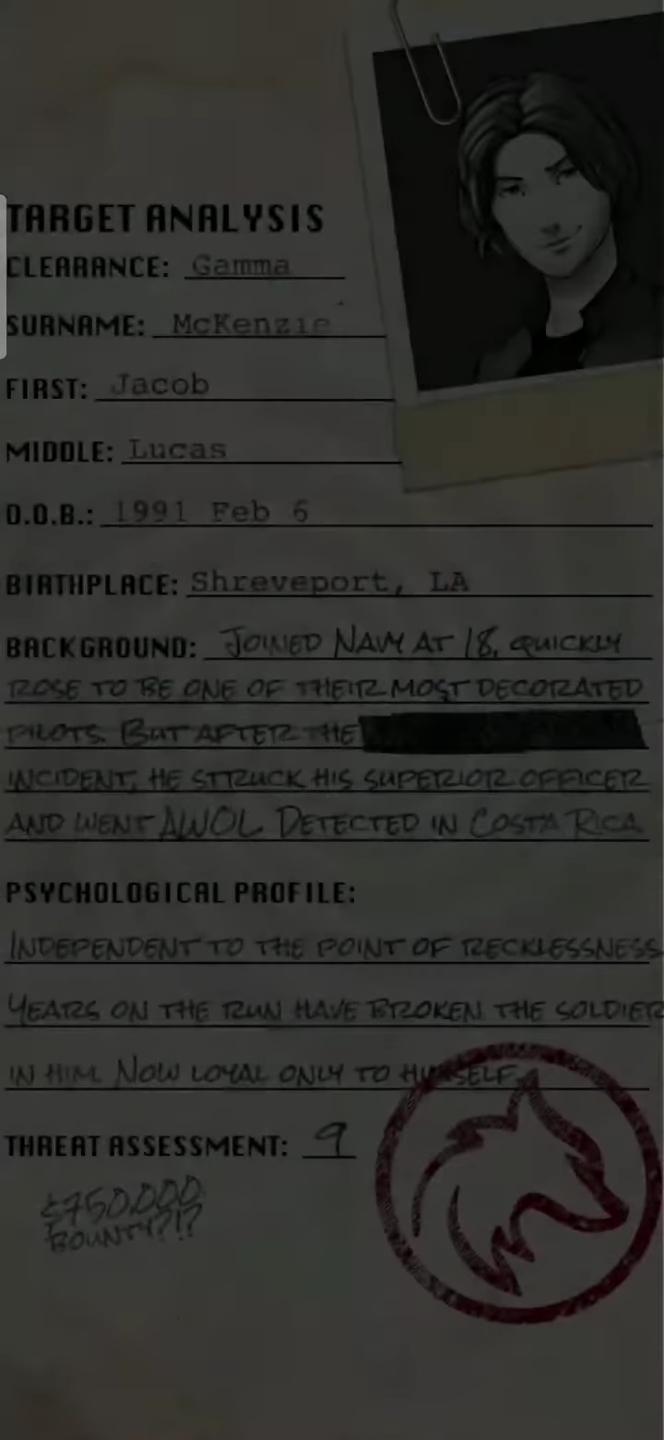 TARGET ANALYSIS
CLEARANCE: Gamma
SURNAME: McKenzie
FIRST: Jacob
MIDDLE: Lucas
D.O.B.: 1991 Feb 6
BIRTHPLACE: Shreveport, LA
BACKGROUND: JOINED NAVY AT 18, QUICKLY
ROSE TO BE ONE OF THEIR MOST DECORATED
PILOTS. BUT AFTER THE
INCIDENT, HE STRUCK HIS SUPERIOR OFFICER
AND WENT AWOL. DETECTED IN COSTA RICA.
PSYCHOLOGICAL PROFILE:
INDEPENDENT TO THE POINT OF RECKLESSNESS.
YEARS ON THE RUN HAVE BROKEN THE SOLDIER
IN HIM. NOW LOYAL ONLY TO HIMSELF.
THREAT ASSESSMENT: 9
£750,000
BOUNTY?!?